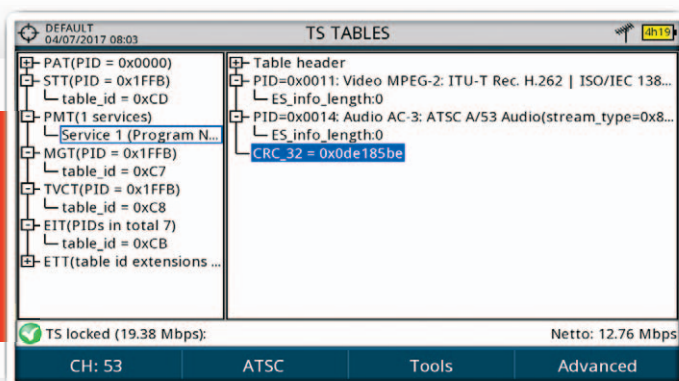 DEFAULT
04/07/2017 08:03
TS TABLES
4h19
PAT(PID = 0x0000)
STT(PID = 0x1FFB)
table_id = 0xCD
PMT(1 services)
Service 1 (Program N...
MGT(PID = 0x1FFB)
table_id = 0xC7
TVCT(PID = 0x1FFB)
table_id = 0xC8
EIT(PIDs in total 7)
table_id = 0xCB
ETT(table id extensions ...
Table header
PID=0x0011: Video MPEG-2: ITU-T Rec. H.262 | ISO/IEC 138...
ES_info_length:0
PID=0x0014: Audio AC-3: ATSC A/53 Audio(stream_type=0x8...
ES_info_length:0
CRC_32 = 0x0de185be
TS locked (19.38 Mbps):
Netto: 12.76 Mbps
CH: 53
ATSC
Tools
Advanced